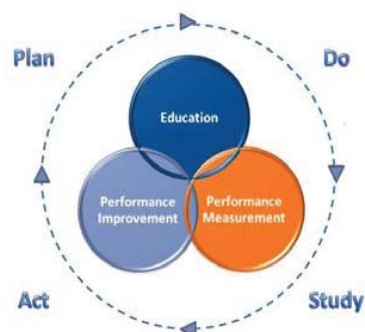 Plan
Do
Education
Performance
Improvement
Performance
Measurement
Act
Study